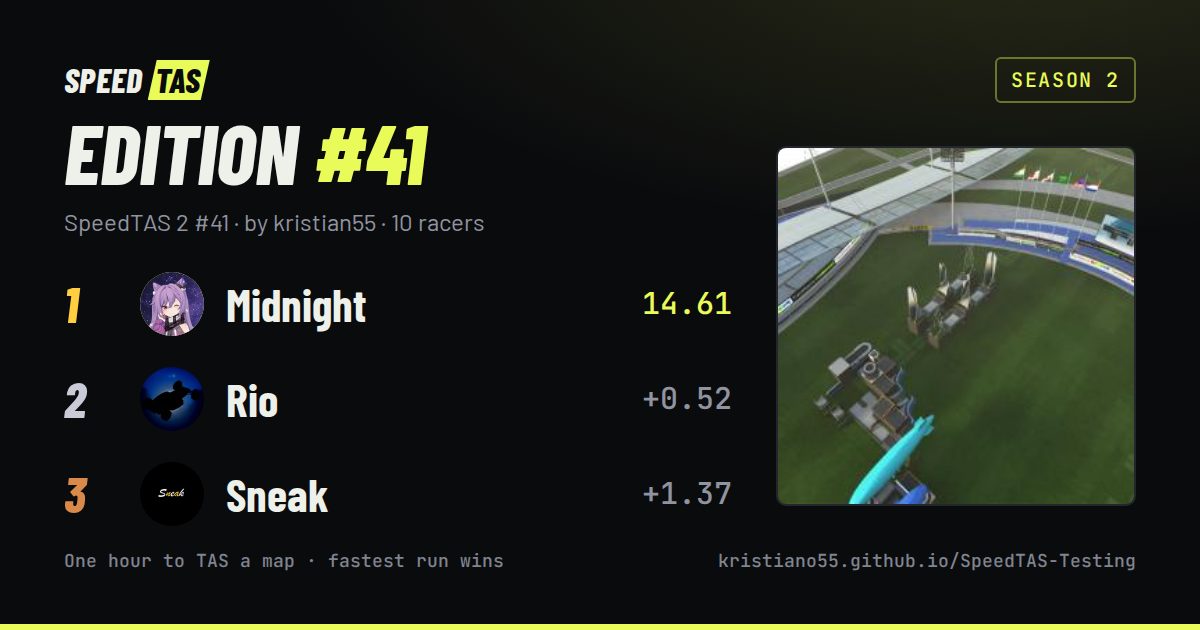 SPEED TAS
SEASON 2
EDITION #41
SpeedTAS 2 #41 · by kristian55 · 10 racers
1 Midnight 14.61
2 Rio +0.52
3 Sneak Sneak +1.37
One hour to TAS a map · fastest run wins
kristiano55.github.io/SpeedTAS-Testing